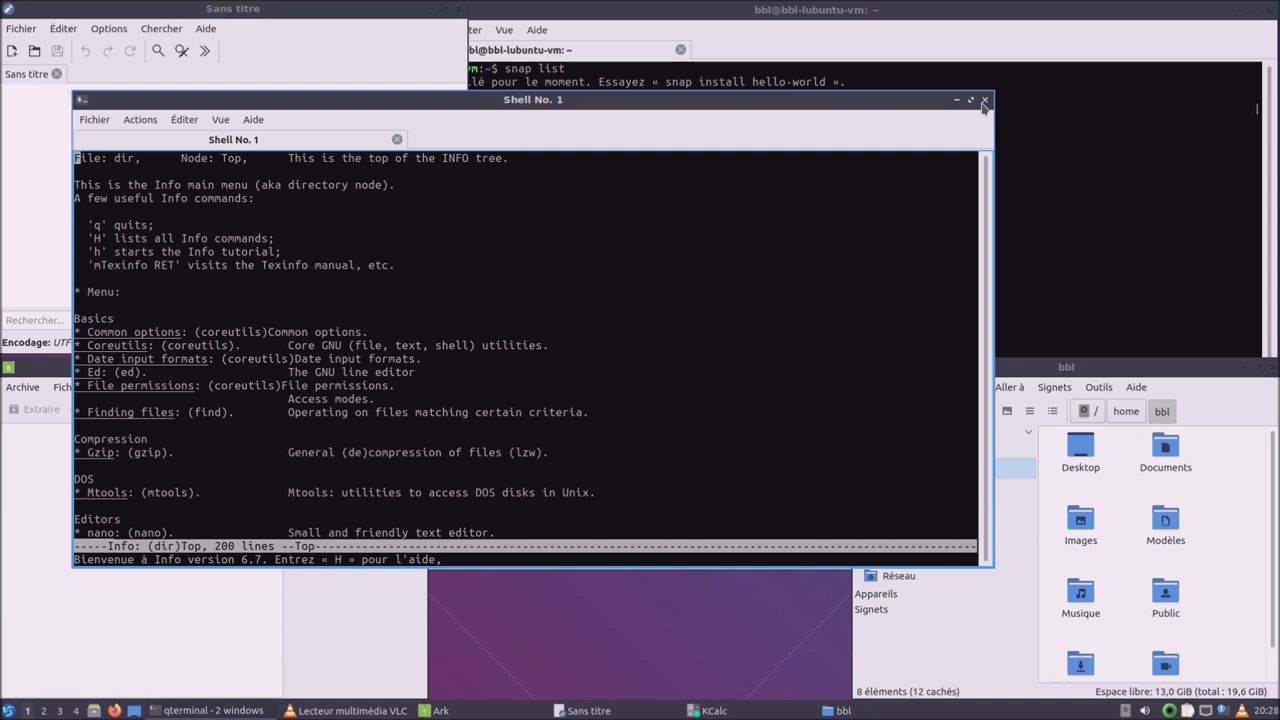 Sans titre
Fichier Éditer Options Chercher Aide
Sans titre
Rechercher...
Encodage: UTF
bbl@bbl-lubuntu-vm: ~
Vue Aide
bl@bbl-lubuntu-vm: ~
vm:~$ snap list
lé pour le moment. Essayez « snap install hello-world ».
Shell No. 1
Fichier Actions Éditer Vue Aide
Shell No. 1
File: dir, Node: Top, This is the top of the INFO tree.
This is the Info main menu (aka directory node).
A few useful Info commands:
'q' quits;
'H' lists all Info commands;
'h' starts the Info tutorial;
'mTexinfo RET' visits the Texinfo manual, etc.
* Menu:
Basics
* Common options: (coreutils)Common options.
* Coreutils: (coreutils). Core GNU (file, text, shell) utilities.
* Date input formats: (coreutils)Date input formats.
* Ed: (ed). The GNU line editor
* File permissions: (coreutils)File permissions.
Access modes.
* Finding files: (find). Operating on files matching certain criteria.
Compression
* Gzip: (gzip). General (de)compression of files (lzw).
DOS
* Mtools: (mtools). Mtools: utilities to access DOS disks in Unix.
Editors
* nano: (nano). Small and friendly text editor.
-----Info: (dir)Top, 200 lines --Top-----
Bienvenue à Info version 6.7. Entrez « H » pour l'aide,
Archive Fich
Extraire
bbl
Aller à Signets Outils Aide
/ home bbl
Desktop Documents
Images Modèles
Musique Public
Réseau
Appareils
Signets
8 éléments (12 cachés) Espace libre: 13,0 GiB (total : 19,6 GiB)
1 2 3 4 qterminal - 2 windows Lecteur multimédia VLC Ark Sans titre KCalc bbl 20:28